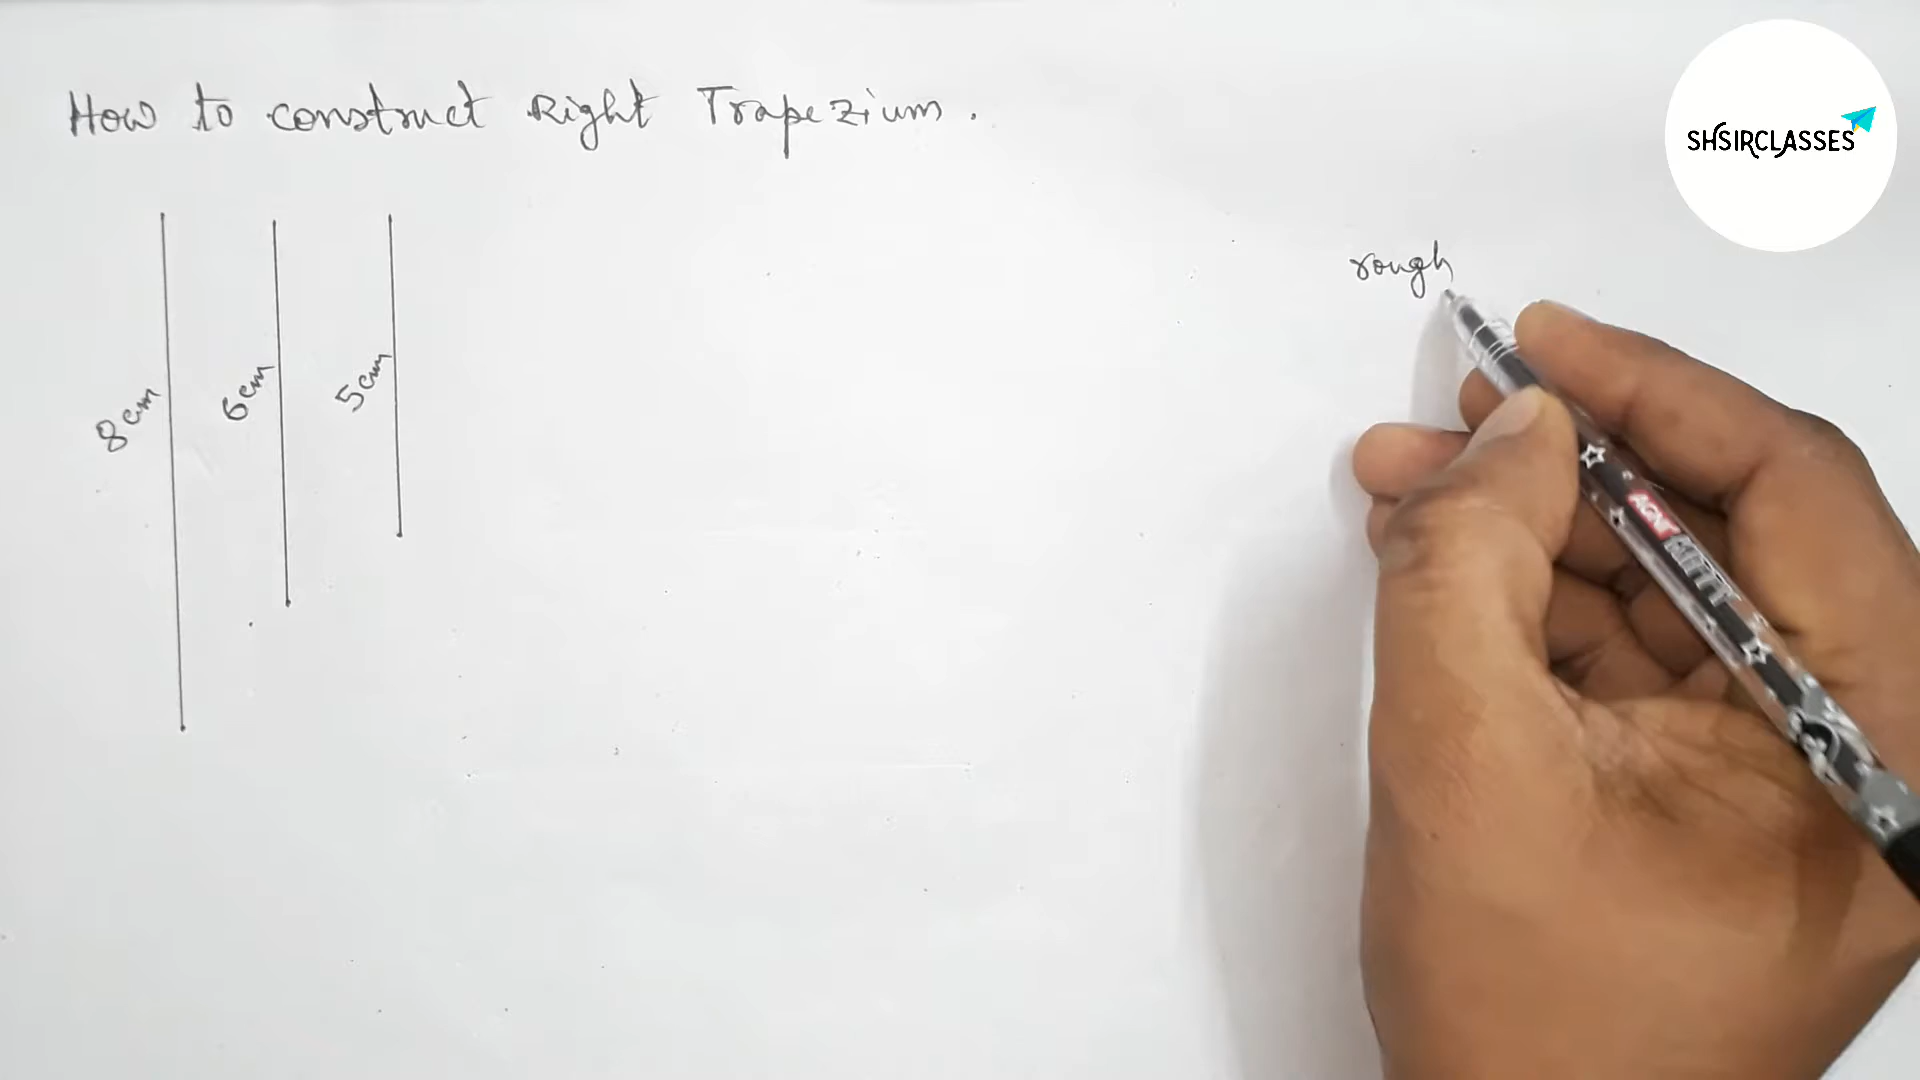 How to construct Right Trapezium.
SHSIRCLASSES
rough
8cm
6cm
5cm